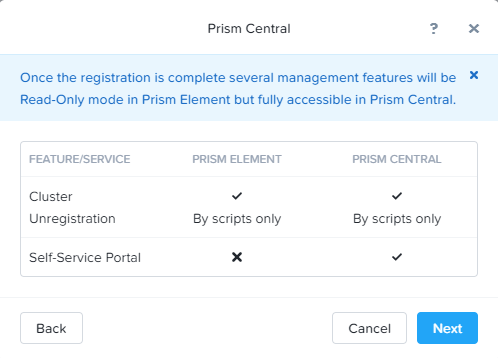 Prism Central
?
Once the registration is complete several management features will be
Read-Only mode in Prism Element but fully accessible in Prism Central.
FEATURE/SERVICE PRISM ELEMENT PRISM CENTRAL
Cluster
Unregistration By scripts only By scripts only
Self-Service Portal
Back Cancel Next